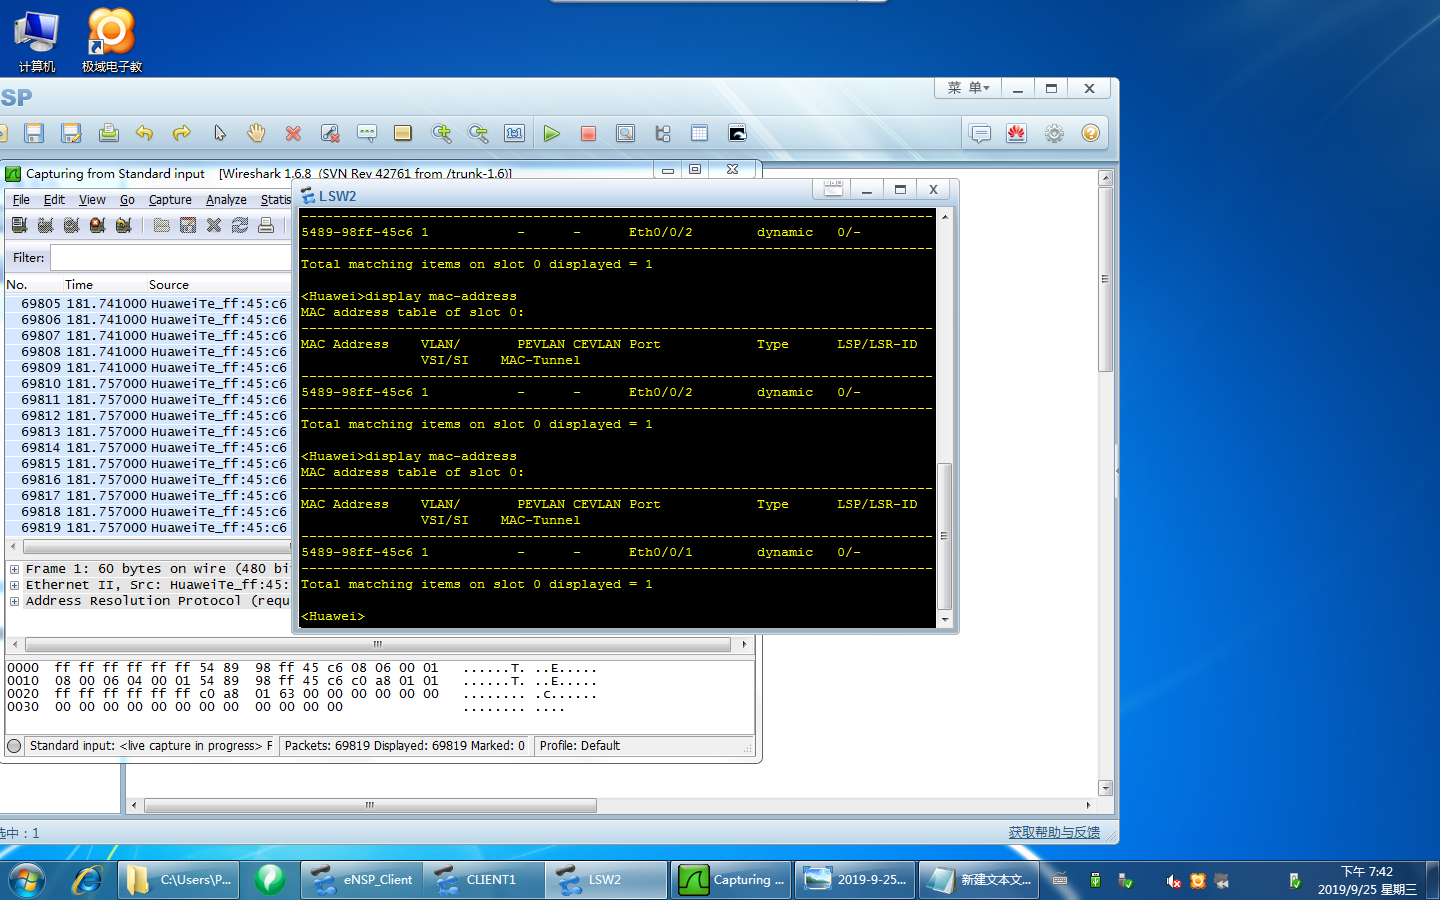 计算机
极域电子教
SP
菜 单
1:1
Capturing from Standard input [Wireshark 1.6.8 (SVN Rev 42761 from /trunk-1.6)]
File Edit View Go Capture Analyze Statis
Filter:
No. Time Source
69805 181.741000 HuaweiTe_ff:45:c6
69806 181.741000 HuaweiTe_ff:45:c6
69807 181.741000 HuaweiTe_ff:45:c6
69808 181.741000 HuaweiTe_ff:45:c6
69809 181.741000 HuaweiTe_ff:45:c6
69810 181.757000 HuaweiTe_ff:45:c6
69811 181.757000 HuaweiTe_ff:45:c6
69812 181.757000 HuaweiTe_ff:45:c6
69813 181.757000 HuaweiTe_ff:45:c6
69814 181.757000 HuaweiTe_ff:45:c6
69815 181.757000 HuaweiTe_ff:45:c6
69816 181.757000 HuaweiTe_ff:45:c6
69817 181.757000 HuaweiTe_ff:45:c6
69818 181.757000 HuaweiTe_ff:45:c6
69819 181.757000 HuaweiTe_ff:45:c6
Frame 1: 60 bytes on wire (480 bi
Ethernet II, Src: HuaweiTe_ff:45:
Address Resolution Protocol (requ
LSW2
-------------------------------------------------------------------------------
5489-98ff-45c6 1 - - Eth0/0/2 dynamic 0/-
-------------------------------------------------------------------------------
Total matching items on slot 0 displayed = 1
<Huawei>display mac-address
MAC address table of slot 0:
-------------------------------------------------------------------------------
MAC Address VLAN/ PEVLAN CEVLAN Port Type LSP/LSR-ID
VSI/SI MAC-Tunnel
-------------------------------------------------------------------------------
5489-98ff-45c6 1 - - Eth0/0/2 dynamic 0/-
-------------------------------------------------------------------------------
Total matching items on slot 0 displayed = 1
<Huawei>display mac-address
MAC address table of slot 0:
-------------------------------------------------------------------------------
MAC Address VLAN/ PEVLAN CEVLAN Port Type LSP/LSR-ID
VSI/SI MAC-Tunnel
-------------------------------------------------------------------------------
5489-98ff-45c6 1 - - Eth0/0/1 dynamic 0/-
-------------------------------------------------------------------------------
Total matching items on slot 0 displayed = 1
<Huawei>
0000 ff ff ff ff ff ff 54 89 98 ff 45 c6 08 06 00 01 ......T. ..E.....
0010 08 00 06 04 00 01 54 89 98 ff 45 c6 c0 a8 01 01 ......T. ..E.....
0020 ff ff ff ff ff ff c0 a8 01 63 00 00 00 00 00 00 ........ .c......
0030 00 00 00 00 00 00 00 00 00 00 00 00 ........ ....
Standard input: <live capture in progress> F Packets: 69819 Displayed: 69819 Marked: 0 Profile: Default
选中：1
获取帮助与反馈
C:\Users\P... eNSP_Client CLIENT1 LSW2 Capturing ... 2019-9-25... 新建文本文...
下午 7:42
2019/9/25 星期三